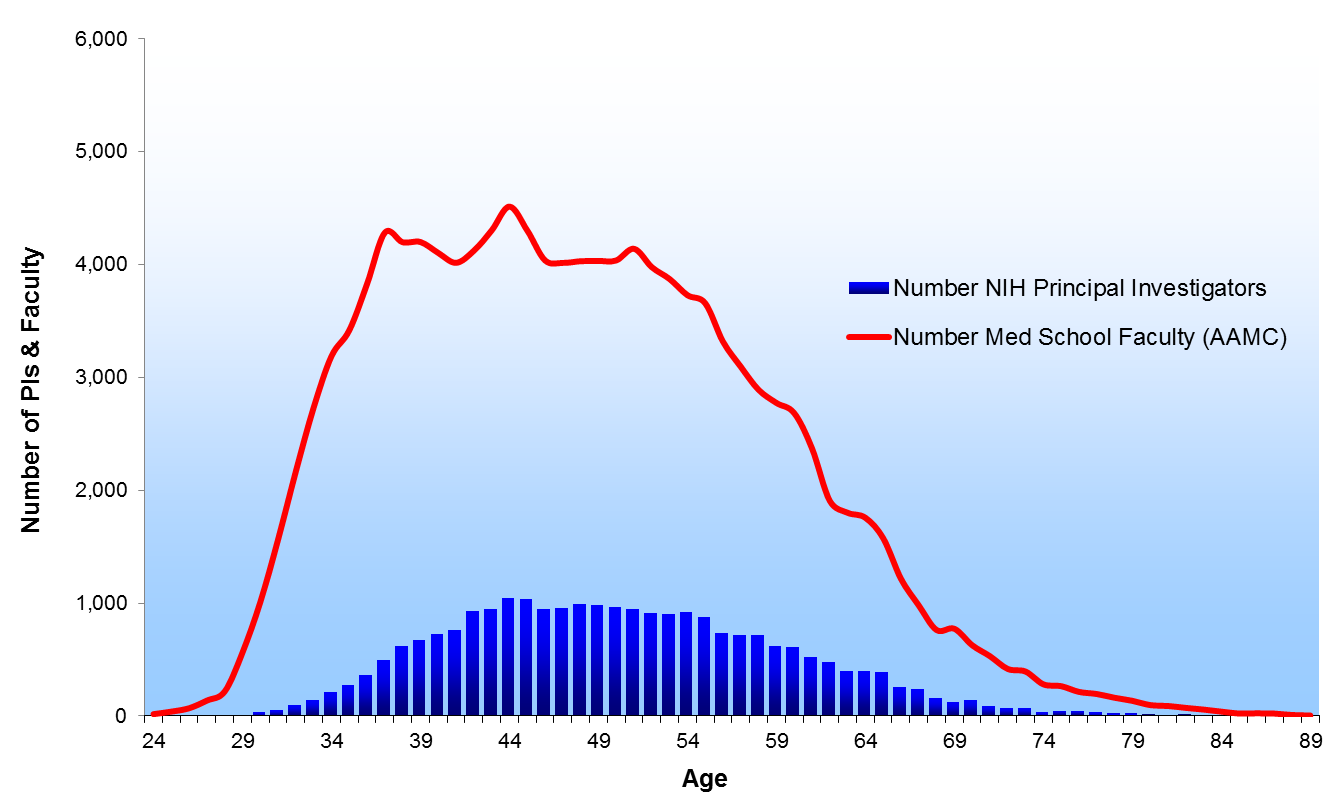 6,000
5,000
4,000
3,000
2,000
1,000
0
Number of PIs & Faculty
Number NIH Principal Investigators
Number Med School Faculty (AAMC)
24 29 34 39 44 49 54 59 64 69 74 79 84 89
Age